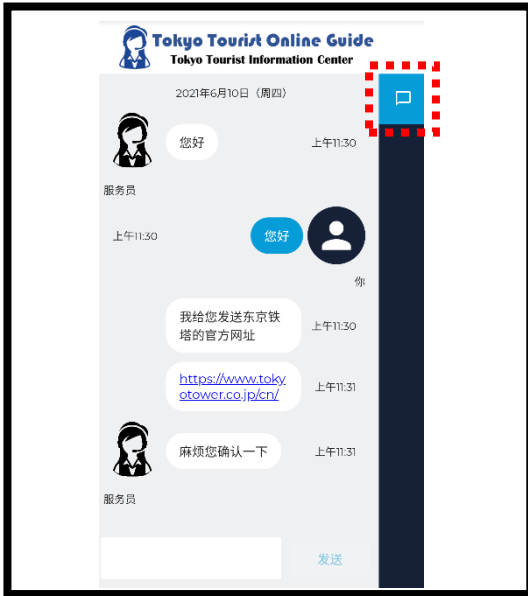 Tokyo Tourist Online Guide
Tokyo Tourist Information Center
2021年6月10日（周四）
您好
上午11:30
服务员
上午11:30
您好
你
我给您发送东京铁
塔的官方网址
上午11:30
https://www.toky
otower.co.jp/cn/
上午11:31
麻烦您确认一下
上午11:31
服务员
发送